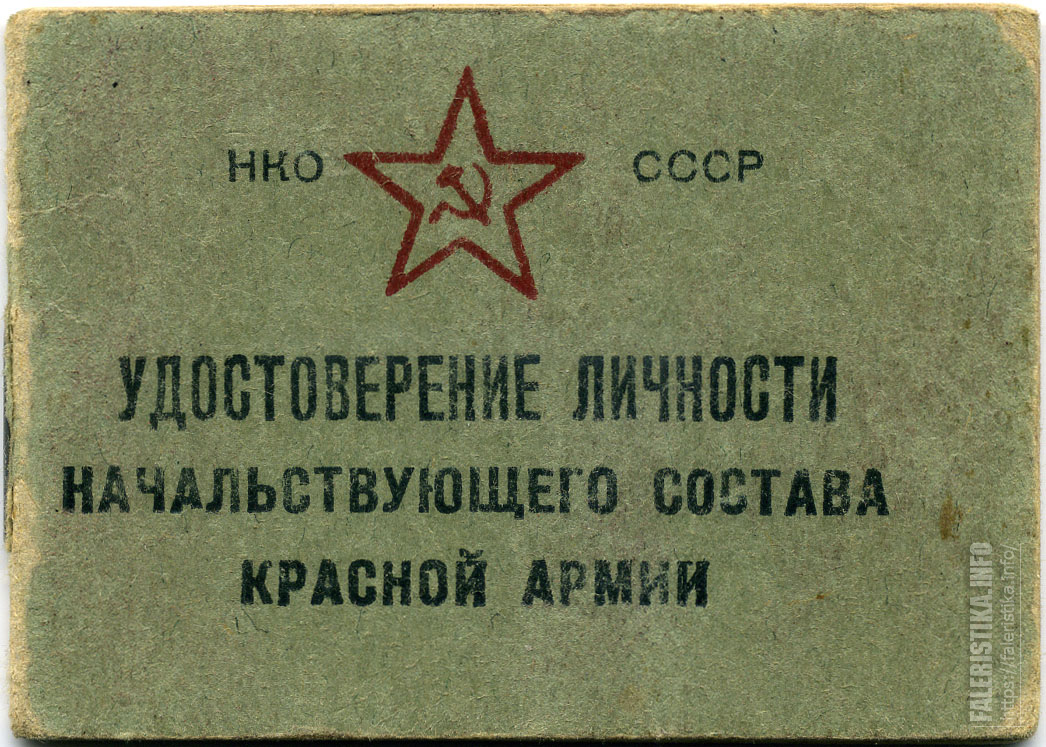 НКО СССР
УДОСТОВЕРЕНИЕ ЛИЧНОСТИ
НАЧАЛЬСТВУЮЩЕГО СОСТАВА
КРАСНОЙ АРМИИ
FALERISTIKA.INFO
https://faleristika.info/